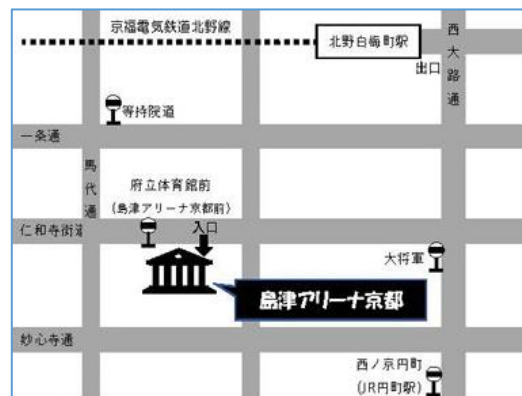 京福電気鉄道北野線
北野白梅町駅
出口
西大路通
等持院道
一条通
馬代通
府立体育館前
(島津アリーナ京都前)
入口
仁和寺街道
大将軍
島津アリーナ京都
妙心寺通
西ノ京円町
(JR円町駅)